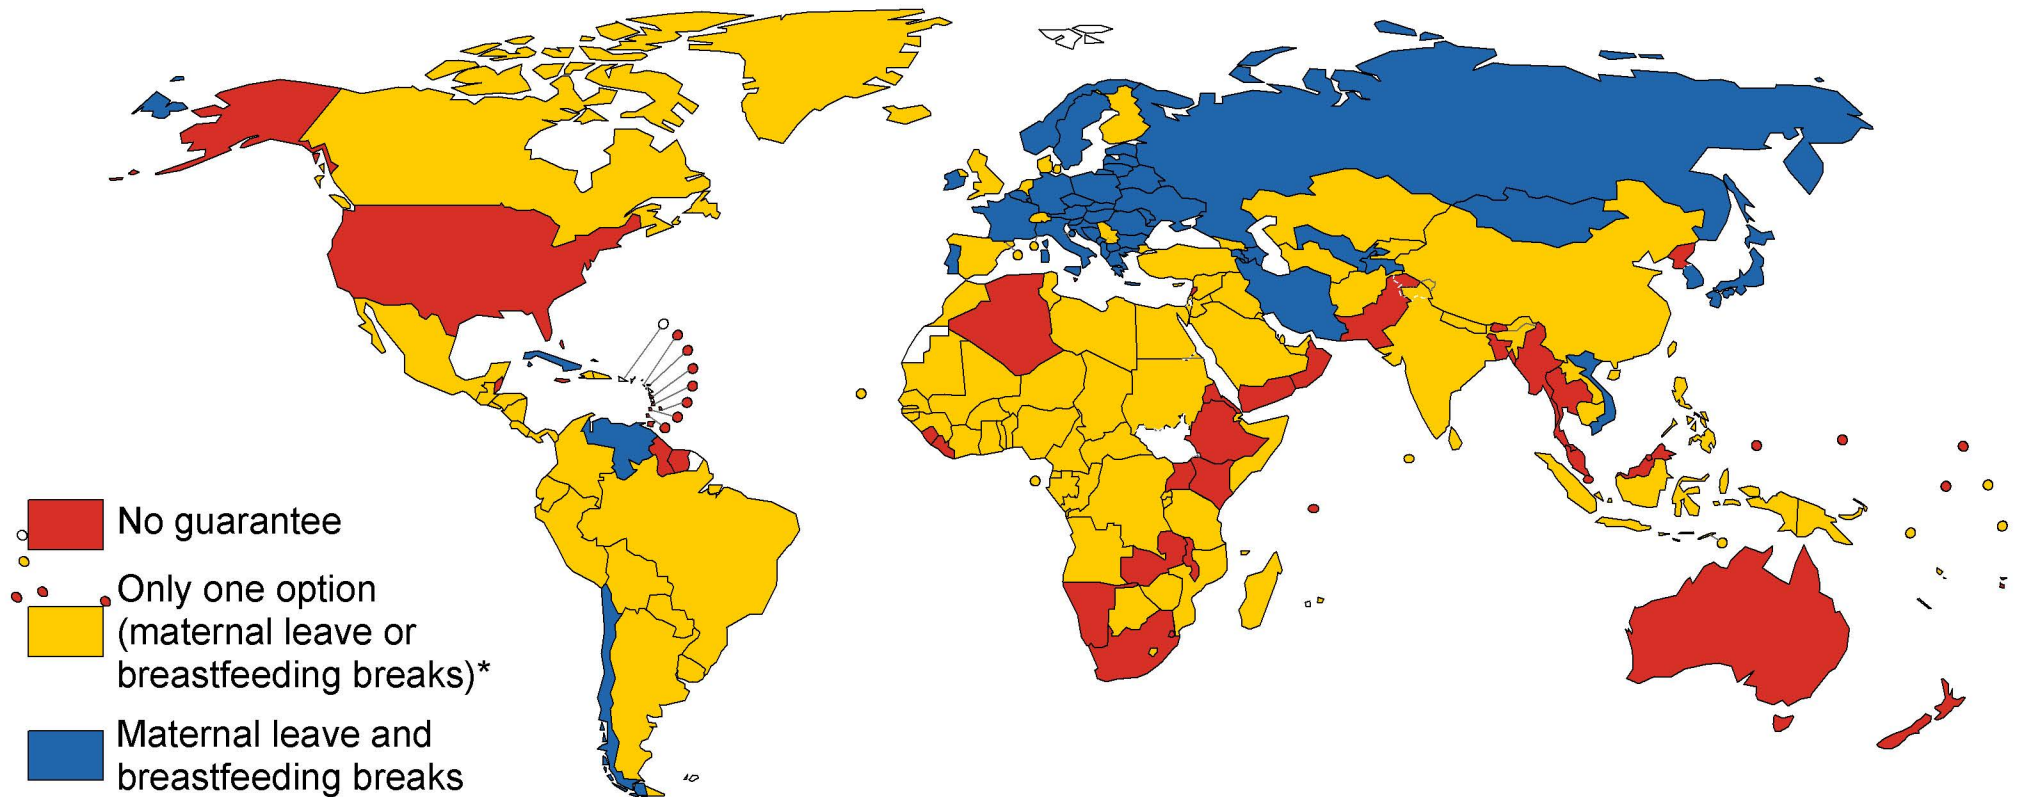 No guarantee
Only one option
(maternal leave or
breastfeeding breaks)*
Maternal leave and
breastfeeding breaks